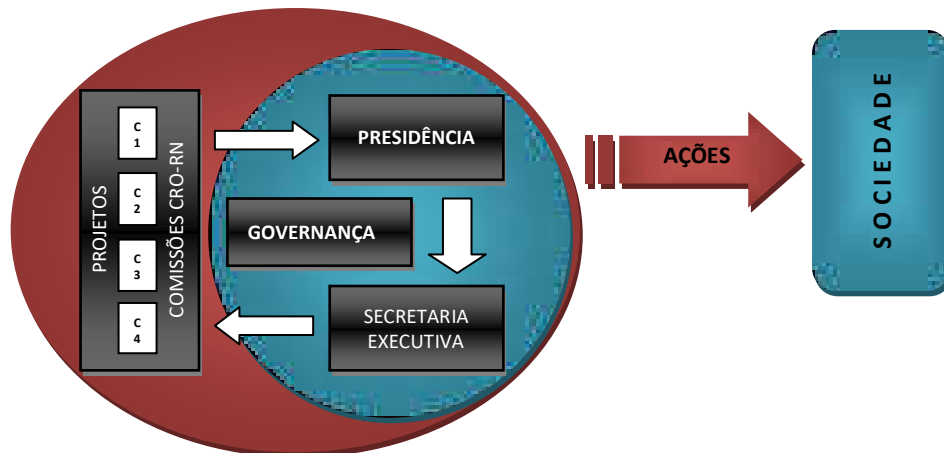 PROJETOS
C
1
C
2
C
3
C
4
COMISSÕES CRO-RN
PRESIDÊNCIA
GOVERNANÇA
SECRETARIA
EXECUTIVA
AÇÕES
SOCIEDADE